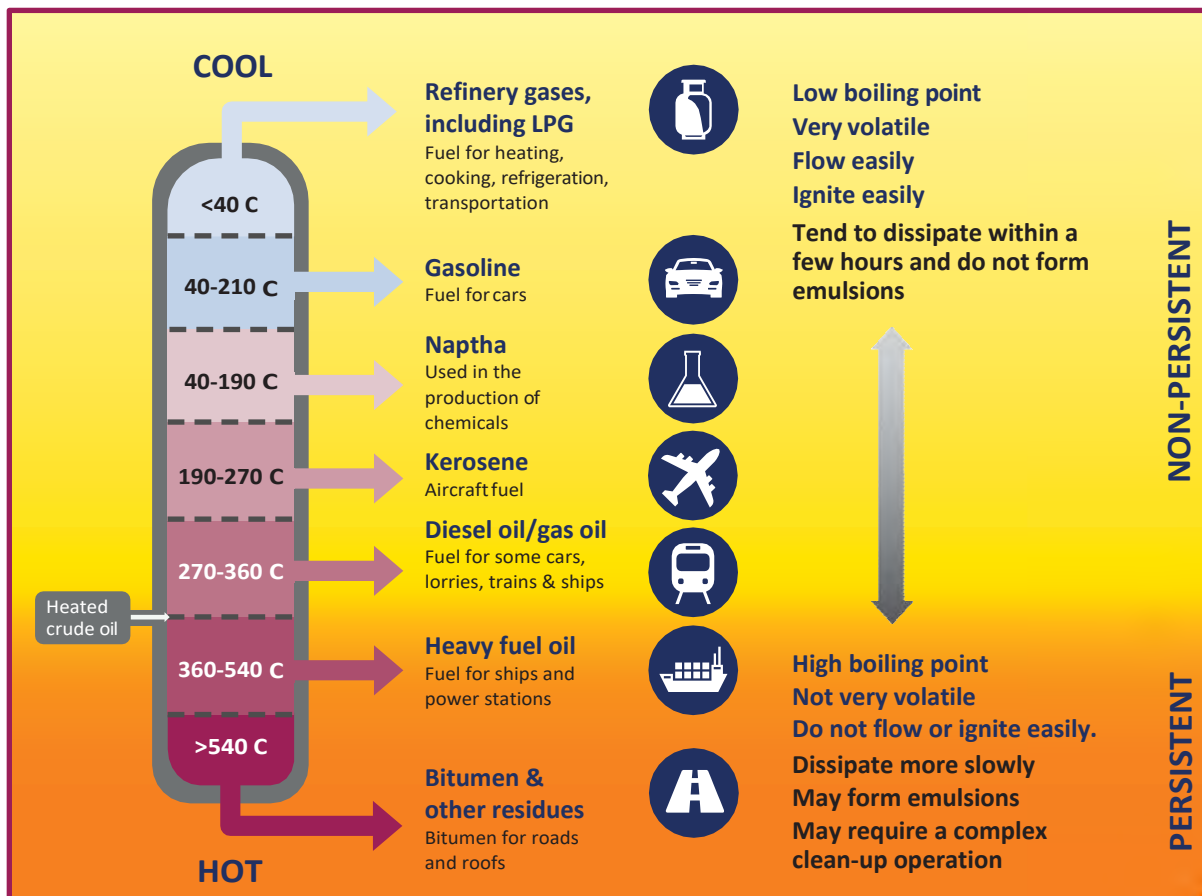 COOL
<40 C
40-210 C
40-190 C
190-270 C
270-360 C
360-540 C
>540 C
HOT
Heated
crude oil
Refinery gases,
including LPG
Fuel for heating,
cooking, refrigeration,
transportation
Gasoline
Fuel for cars
Naptha
Used in the
production of
chemicals
Kerosene
Aircraft fuel
Diesel oil/gas oil
Fuel for some cars,
lorries, trains & ships
Heavy fuel oil
Fuel for ships and
power stations
Bitumen &
other residues
Bitumen for roads
and roofs
Low boiling point
Very volatile
Flow easily
Ignite easily
Tend to dissipate within a
few hours and do not form
emulsions
High boiling point
Not very volatile
Do not flow or ignite easily.
Dissipate more slowly
May form emulsions
May require a complex
clean-up operation
NON-PERSISTENT
PERSISTENT